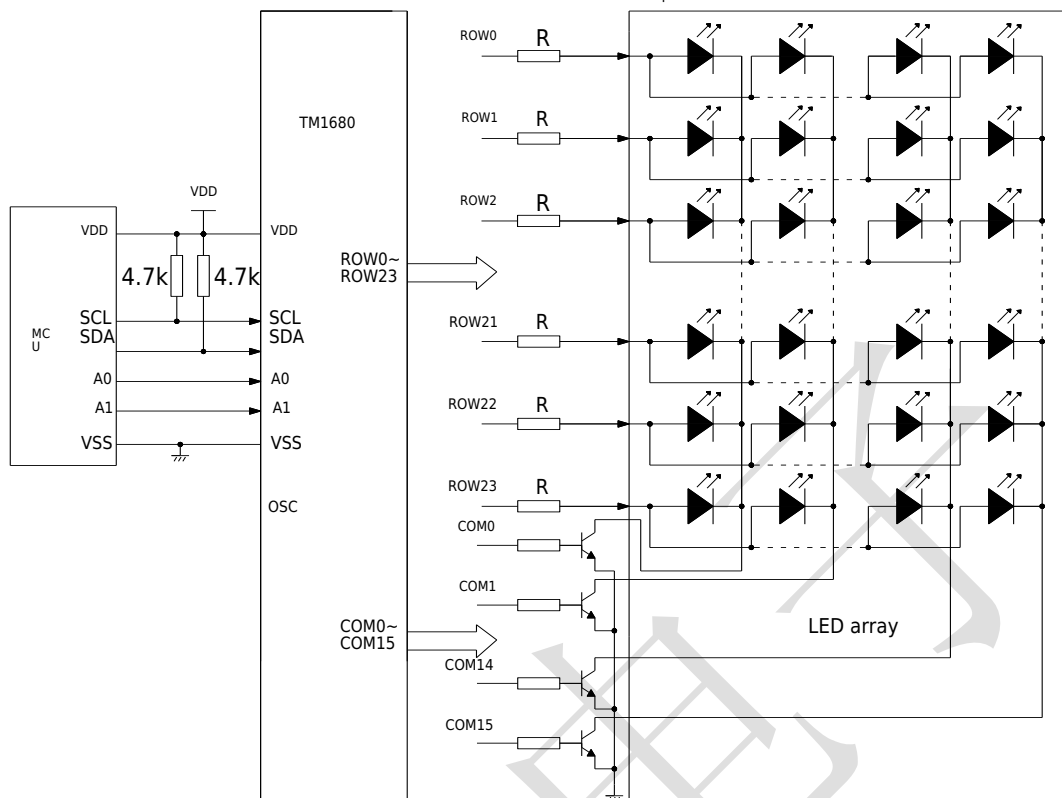 ROW0
R
TM1680
ROW1
R
VDD
ROW2
R
VDD
VDD
ROW0~
ROW23
4.7k
4.7k
SCL
SDA
MC
U
SCL
SDA
ROW21
R
A0
A0
A1
A1
ROW22
R
VSS
VSS
ROW23
R
OSC
COM0
COM1
COM0~
COM15
LED array
COM14
COM15